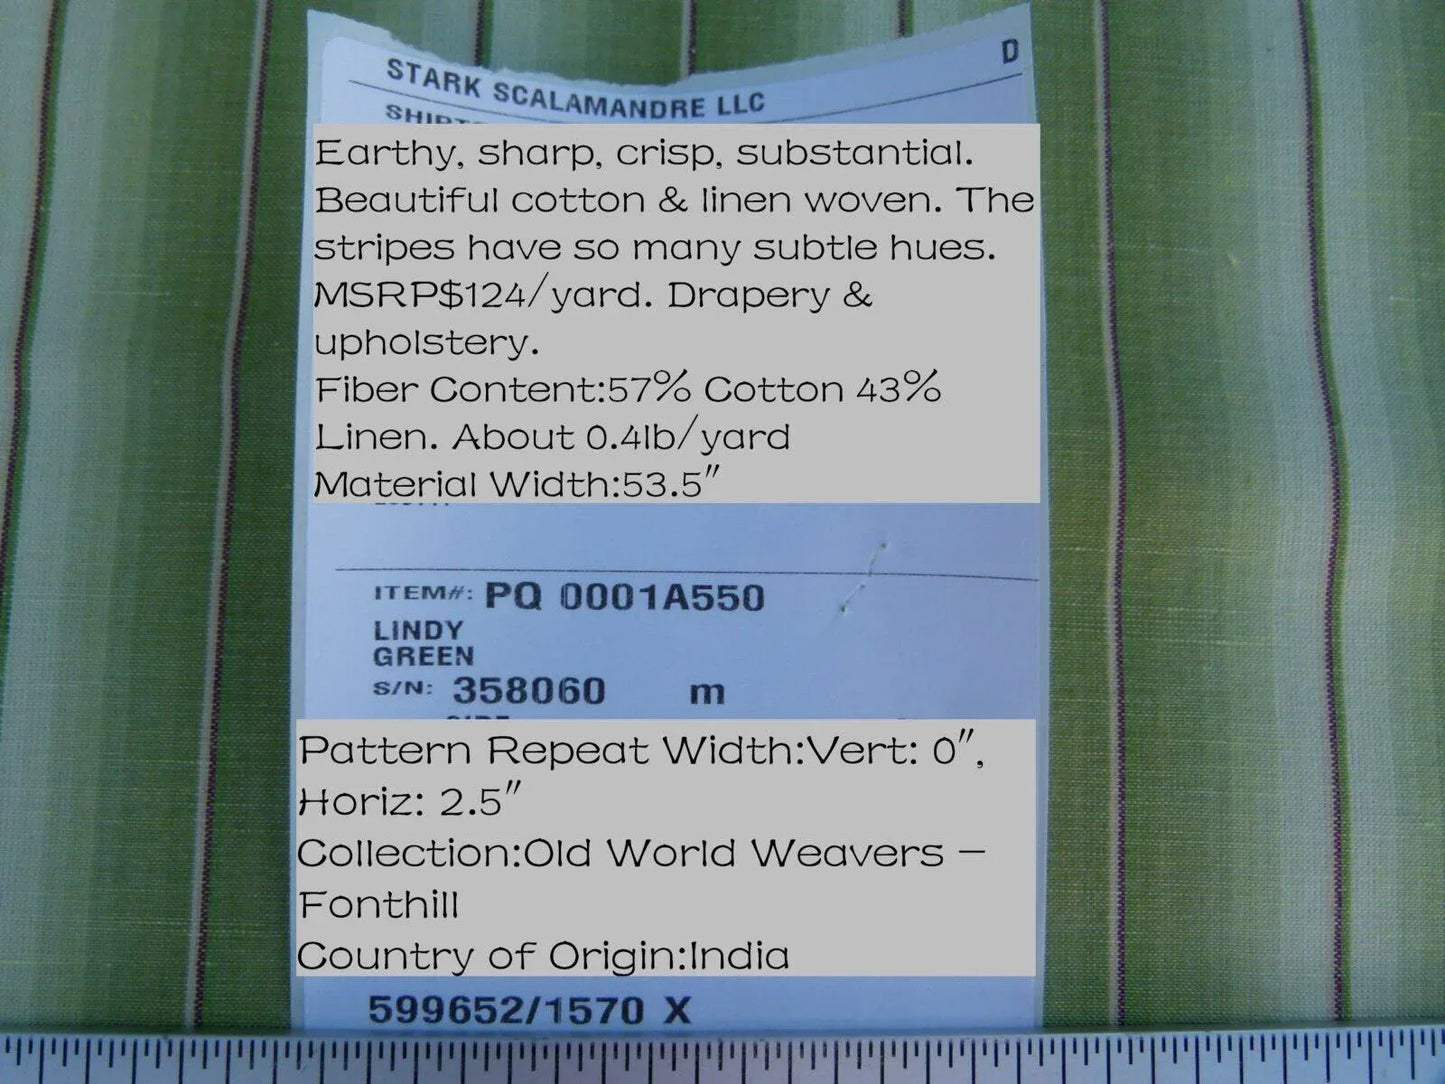 D
STARK SCALAMANDRE LLC
Earthy, sharp, crisp, substantial.
Beautiful cotton & linen woven. The
stripes have so many subtle hues.
MSRP$124/yard. Drapery &
upholstery.
Fiber Content:57% Cotton 43%
Linen. About 0.4lb/yard
Material Width:53.5"
ITEM#: PQ 0001A550
LINDY
GREEN
S/N: 358060 m
Pattern Repeat Width:Vert: 0",
Horiz: 2.5"
Collection:Old World Weavers –
Fonthill
Country of Origin:India
599652/1570 X